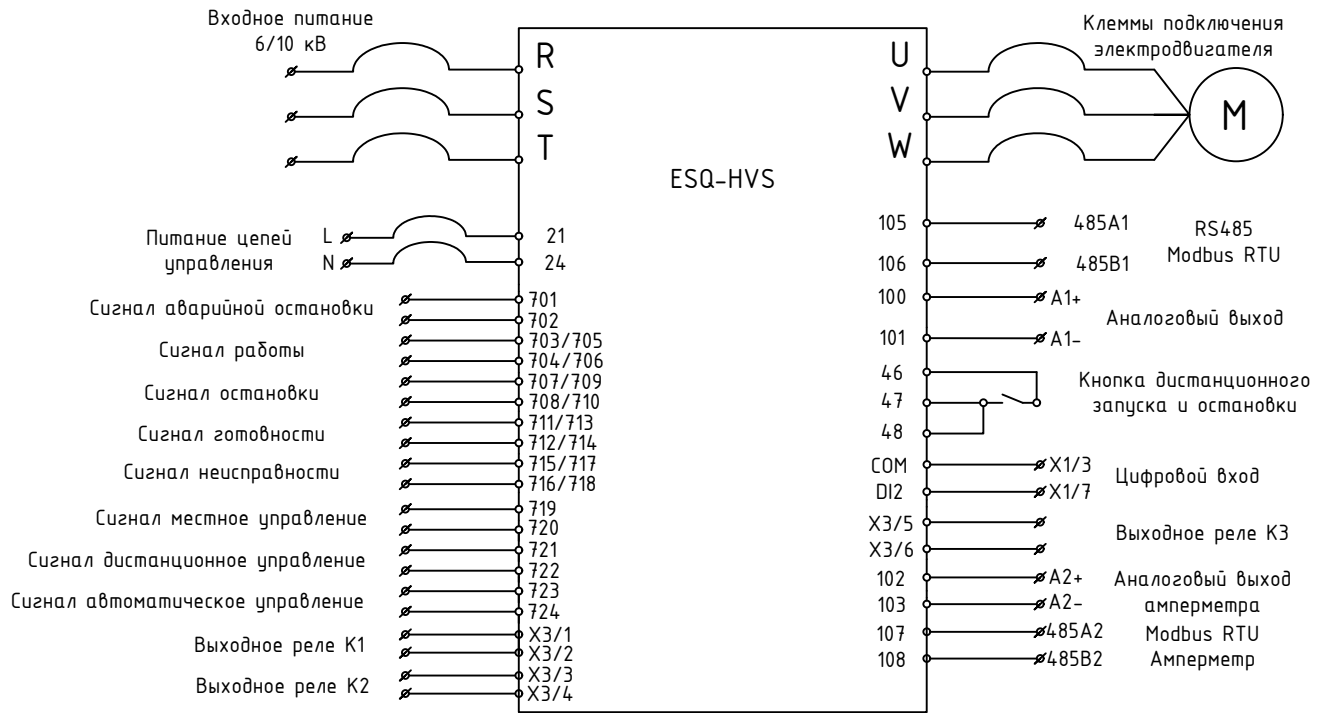 Входное питание
6/10 кВ
R
S
T
Питание цепей
управления
L
N
21
24
Сигнал аварийной остановки
701
702
Сигнал работы
703/705
704/706
Сигнал остановки
707/709
708/710
Сигнал готовности
711/713
712/714
Сигнал неисправности
715/717
716/718
Сигнал местное управление
719
720
Сигнал дистанционное управление
721
722
Сигнал автоматическое управление
723
724
Выходное реле К1
X3/1
X3/2
Выходное реле К2
X3/3
X3/4
ESQ-HVS
U
V
W
Клеммы подключения
электродвигателя
M
105
485A1
106
485B1
RS485
Modbus RTU
100
A1+
101
A1-
Аналоговый выход
46
47
48
Кнопка дистанционного
запуска и остановки
COM
X1/3
DI2
X1/7
Цифровой вход
X3/5
X3/6
Выходное реле К3
102
A2+
103
A2-
Аналоговый выход
амперметра
107
485A2
108
485B2
Modbus RTU
Амперметр